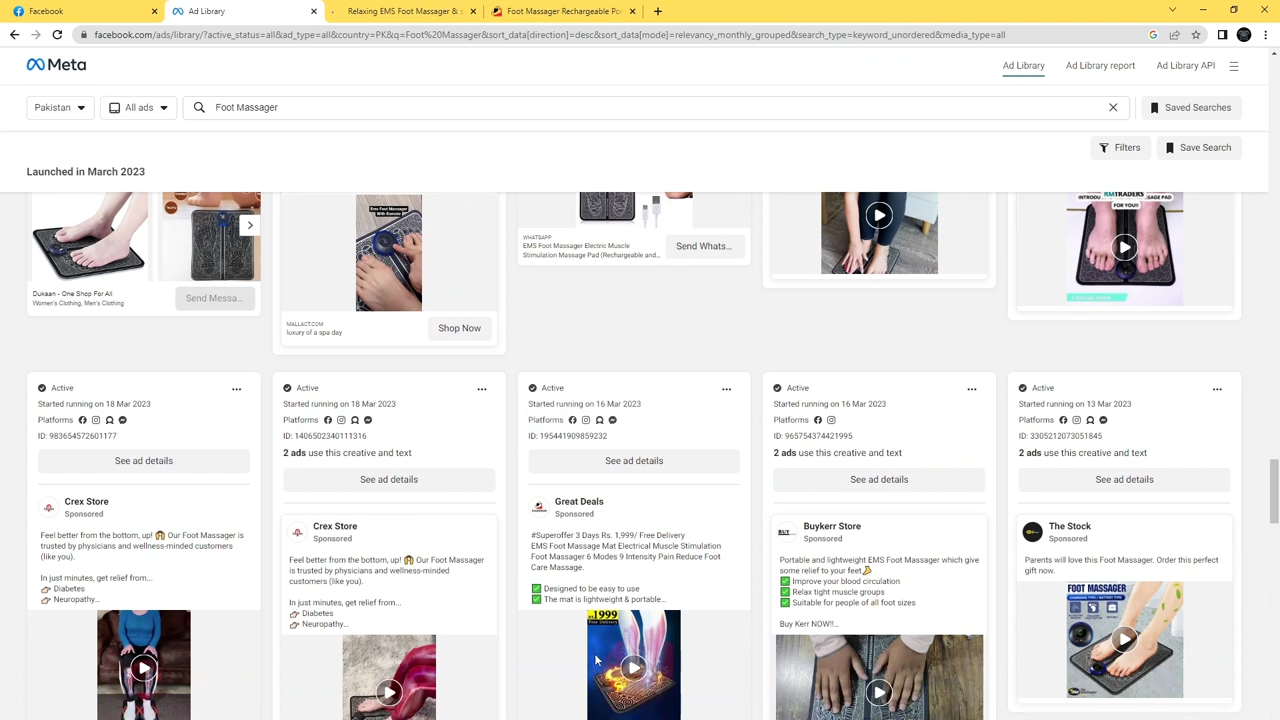 Facebook
Ad Library
Relaxing EMS Foot Massager & s
Foot Massager Rechargeable Po
facebook.com/ads/library/?active_status=all&ad_type=all&country=PK&q=Foot%20Massager&sort_data[direction]=desc&sort_data[mode]=relevancy_monthly_grouped&search_type=keyword_unordered&media_type=all
Meta
Ad Library
Ad Library report
Ad Library API
Pakistan
All ads
Foot Massager
Saved Searches
Filters
Save Search
Launched in March 2023
Dukaan - One Shop For All
Women's Clothing, Men's Clothing
Send Messa...
Ems Foot Massager
With Remote
MALLACT.COM
luxury of a spa day
Shop Now
WHATSAPP
EMS Foot Massager Electric Muscle
Stimulation Massage Pad (Rechargeable and...
Send Whats...
RMTRADERS
FOR YOU!!
Active
Started running on 18 Mar 2023
Platforms
ID: 983654572601177
See ad details
Crex Store
Sponsored
Feel better from the bottom, up! Our Foot Massager is
trusted by physicians and wellness-minded customers
(like you).
In just minutes, get relief from...
Diabetes
Neuropathy...
Active
Started running on 18 Mar 2023
Platforms
ID: 1406502340111316
2 ads use this creative and text
See ad details
Crex Store
Sponsored
Feel better from the bottom, up! Our Foot Massager
is trusted by physicians and wellness-minded
customers (like you).
In just minutes, get relief from...
Diabetes
Neuropathy...
Active
Started running on 16 Mar 2023
Platforms
ID: 195441909859232
See ad details
Great Deals
Sponsored
#Superoffer 3 Days Rs. 1,999/ Free Delivery
EMS Foot Massage Mat Electrical Muscle Stimulation
Foot Massager 6 Modes 9 Intensity Pain Reduce Foot
Care Massage.
✅ Designed to be easy to use
✅ The mat is lightweight & portable...
1999
Active
Started running on 16 Mar 2023
Platforms
ID: 965754374421995
2 ads use this creative and text
See ad details
Buykerr Store
Sponsored
Portable and lightweight EMS Foot Massager which give
some relief to your feet
✅ Improve your blood circulation
✅ Relax tight muscle groups
✅ Suitable for people of all foot sizes
Buy Kerr NOW!!...
Active
Started running on 13 Mar 2023
Platforms
ID: 3305212073051845
2 ads use this creative and text
See ad details
The Stock
Sponsored
Parents will love this Foot Massager. Order this perfect
gift now.
FOOT MASSAGER